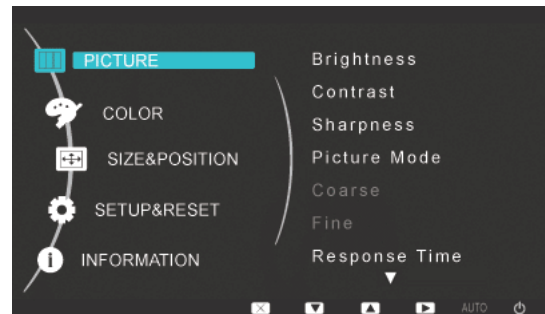 PICTURE
COLOR
SIZE&POSITION
SETUP&RESET
INFORMATION
Brightness
Contrast
Sharpness
Picture Mode
Coarse
Fine
Response Time
AUTO